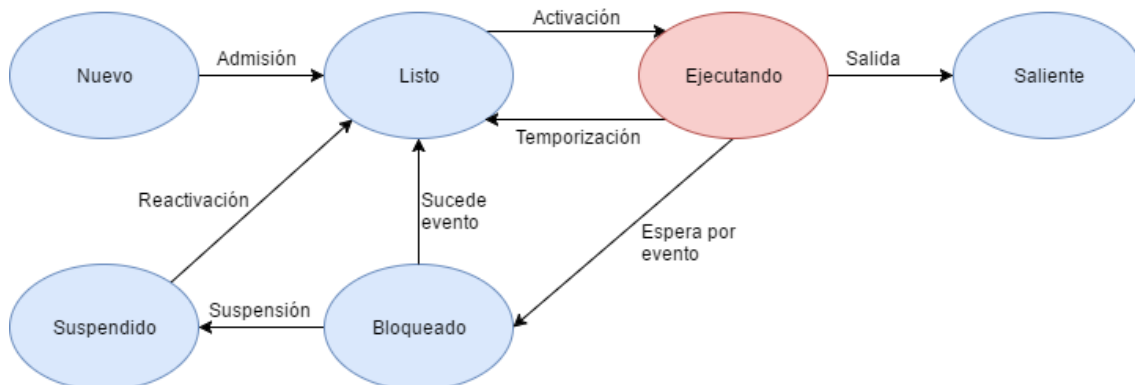 Activación
Admisión
Salida
Nuevo
Listo
Ejecutando
Saliente
Temporización
Reactivación
Sucede
evento
Espera por
evento
Suspensión
Suspendido
Bloqueado